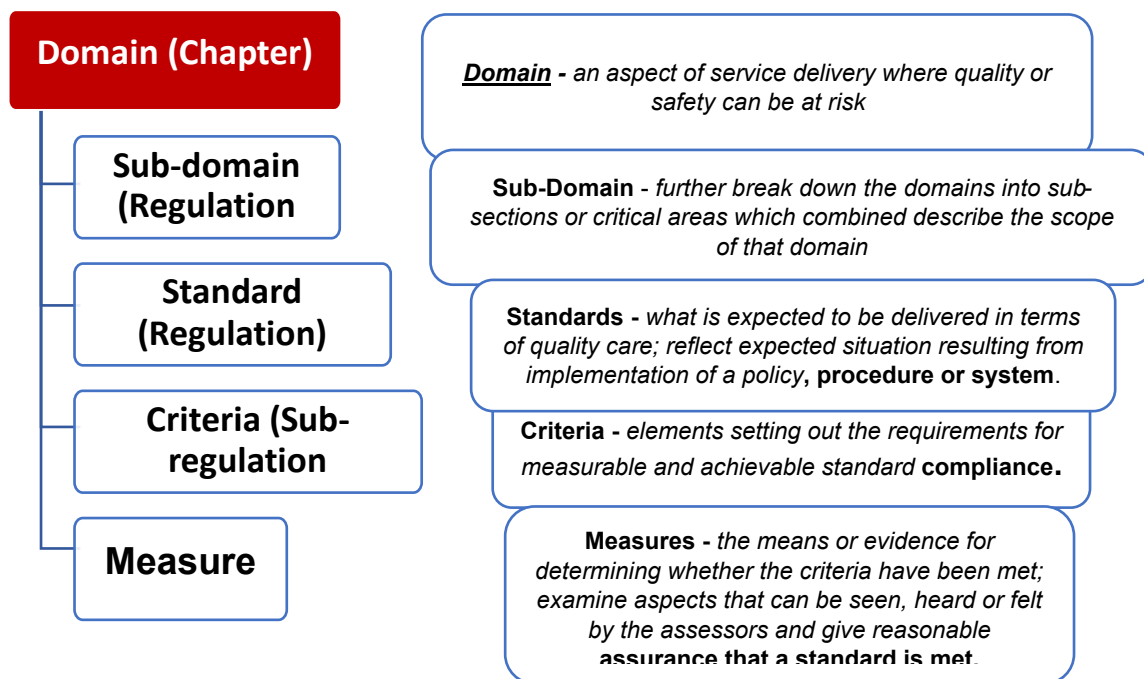 Domain (Chapter)
Domain - an aspect of service delivery where quality or
safety can be at risk
Sub-domain
(Regulation
Sub-Domain - further break down the domains into sub-
sections or critical areas which combined describe the scope
of that domain
Standard
(Regulation)
Standards - what is expected to be delivered in terms
of quality care; reflect expected situation resulting from
implementation of a policy, procedure or system.
Criteria (Sub-
regulation
Criteria - elements setting out the requirements for
measurable and achievable standard compliance.
Measure
Measures - the means or evidence for
determining whether the criteria have been met;
examine aspects that can be seen, heard or felt
by the assessors and give reasonable
assurance that a standard is met.